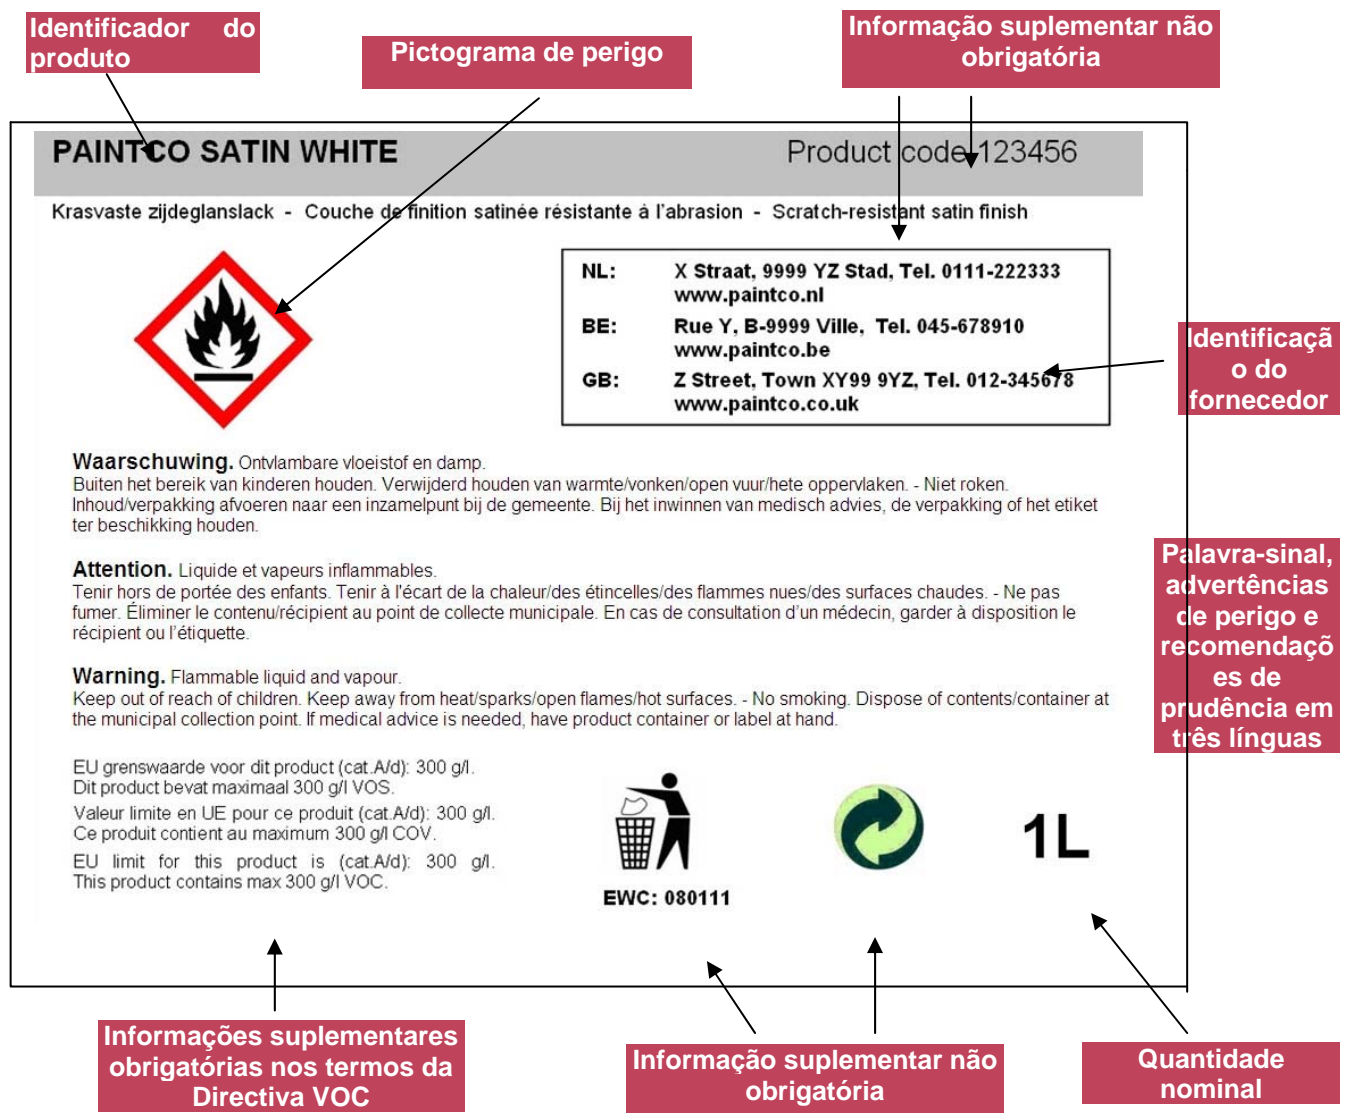 Identificador do
produto
Pictograma de perigo
Informação suplementar não
obrigatória
PAINTCO SATIN WHITE
Product code 123456
Krasvaste zijdeglanslack - Couche de finition satinée résistante à l'abrasion - Scratch-resistant satin finish
NL: X Straat, 9999 YZ Stad, Tel. 0111-222333
www.paintco.nl
BE: Rue Y, B-9999 Ville, Tel. 045-678910
www.paintco.be
GB: Z Street, Town XY99 9YZ, Tel. 012-345678
www.paintco.co.uk
Identificaçã
o do
fornecedor
Waarschuwing. Ontvlambare vloeistof en damp.
Buiten het bereik van kinderen houden. Verwijderd houden van warmte/vonken/open vuur/hete oppervlaken. - Niet roken.
Inhoud/verpakking afvoeren naar een inzamelpunt bij de gemeente. Bij het inwinnen van medisch advies, de verpakking of het etiket
ter beschikking houden.
Attention. Liquide et vapeurs inflammables.
Tenir hors de portée des enfants. Tenir à l'écart de la chaleur/des étincelles/des flammes nues/des surfaces chaudes. - Ne pas
fumer. Éliminer le contenu/récipient au point de collecte municipale. En cas de consultation d'un médecin, garder à disposition le
récipient ou l'étiquette.
Warning. Flammable liquid and vapour.
Keep out of reach of children. Keep away from heat/sparks/open flames/hot surfaces. - No smoking. Dispose of contents/container at
the municipal collection point. If medical advice is needed, have product container or label at hand.
Palavra-sinal,
advertências
de perigo e
recomendaçõ
es de
prudência em
três línguas
EU grenswaarde voor dit product (cat.A/d): 300 g/l.
Dit product bevat maximaal 300 g/l VOS.
Valeur limite en UE pour ce produit (cat.A/d): 300 g/l.
Ce produit contient au maximum 300 g/l COV.
EU limit for this product is (cat.A/d): 300 g/l.
This product contains max 300 g/l VOC.
EWC: 080111
1L
Informações suplementares
obrigatórias nos termos da
Directiva VOC
Informação suplementar não
obrigatória
Quantidade
nominal